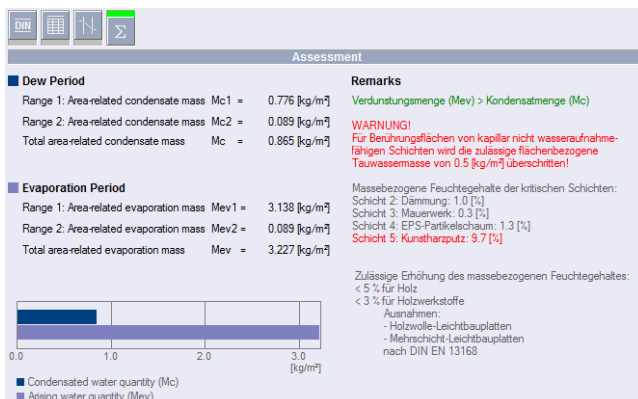 DIN
Σ
Assessment
Dew Period
Range 1: Area-related condensate mass Mc1 = 0.776 [kg/m²]
Range 2: Area-related condensate mass Mc2 = 0.089 [kg/m²]
Total area-related condensate mass Mc = 0.865 [kg/m²]
Evaporation Period
Range 1: Area-related evaporation mass Mev1 = 3.138 [kg/m²]
Range 2: Area-related evaporation mass Mev2 = 0.089 [kg/m²]
Total area-related evaporation mass Mev = 3.227 [kg/m²]
0.0 1.0 2.0 3.0
[kg/m²]
Condensated water quantity (Mc)
Arising water quantity (Mev)
Remarks
Verdunstungsmenge (Mev) > Kondensatmenge (Mc)
WARNUNG!
Für Berührungsflächen von kapillar nicht wasseraufnahme-
fähigen Schichten wird die zulässige flächenbezogene
Tauwassermasse von 0.5 [kg/m²] überschritten!
Massebezogene Feuchtegehalte der kritischen Schichten:
Schicht 2: Dämmung: 1.0 [%]
Schicht 3: Mauerwerk: 0.3 [%]
Schicht 4: EPS-Partikelschaum: 1.3 [%]
Schicht 5: Kunstharzputz: 9.7 [%]
Zulässige Erhöhung des massebezogenen Feuchtegehaltes:
< 5 % für Holz
< 3 % für Holzwerkstoffe
Ausnahmen:
- Holzwolle-Leichtbauplatten
- Mehrschicht-Leichtbauplatten
nach DIN EN 13168